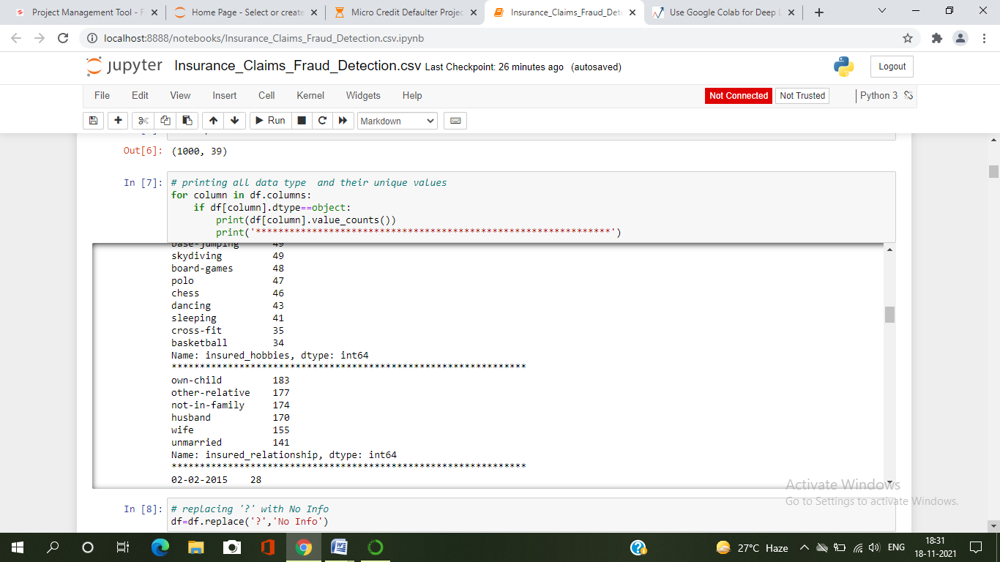 Project Management Tool - F
Home Page - Select or create
Micro Credit Defaulter Projec
Insurance_Claims_Fraud_Dete
Use Google Colab for Deep L
localhost:8888/notebooks/Insurance_Claims_Fraud_Detection.csv.ipynb
jupyter Insurance_Claims_Fraud_Detection.csv Last Checkpoint: 26 minutes ago (autosaved)
Logout
File Edit View Insert Cell Kernel Widgets Help
Not Connected Not Trusted Python 3
Run Markdown
Out[6]: (1000, 39)
In [7]: # printing all data type  and their unique values
for column in df.columns:
    if df[column].dtype==object:
        print(df[column].value_counts())
        print('***************************************************************')
base-jumping 49
skydiving 49
board-games 48
polo 47
chess 46
dancing 43
sleeping 41
cross-fit 35
basketball 34
Name: insured_hobbies, dtype: int64
***************************************************************
own-child 183
other-relative 177
not-in-family 174
husband 170
wife 155
unmarried 141
Name: insured_relationship, dtype: int64
***************************************************************
02-02-2015 28
Activate Windows
Go to Settings to activate Windows.
In [8]: # replacing '?' with No Info
df=df.replace('?','No Info')
27°C Haze
ENG
18:31
18-11-2021